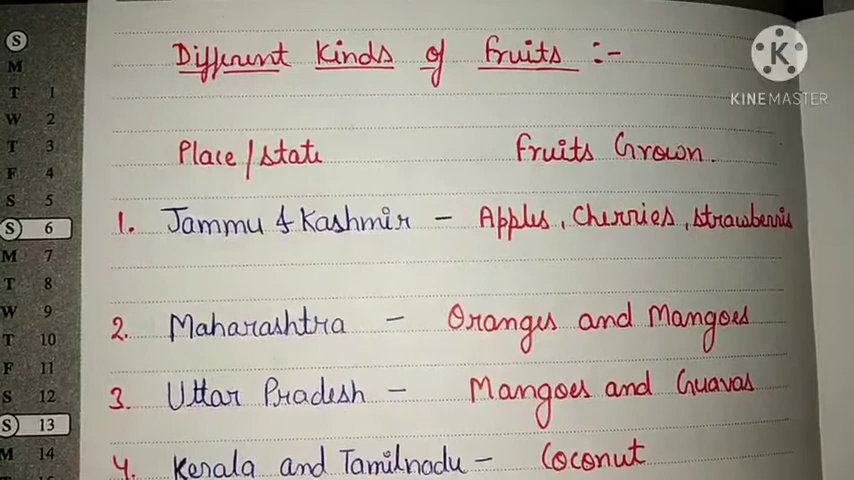 Different Kinds of Fruits :-
Place/state Fruits Grown.
1. Jammu & Kashmir - Apples, Cherries, strawberries
2. Maharashtra - Oranges and Mangoes
3. Uttar Pradesh - Mangoes and Guavas
4. Kerala and Tamilnadu - Coconut
S
M
T 1
W 2
T 3
F 4
S 5
S 6
M 7
T 8
W 9
T 10
F 11
S 12
S 13
M 14
K
KINEMASTER